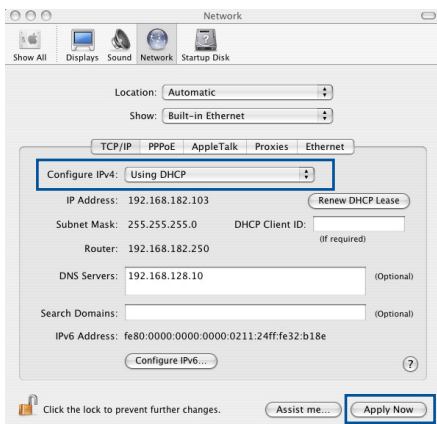 Network
Show All Displays Sound Network Startup Disk
Location: Automatic
Show: Built-in Ethernet
TCP/IP PPPoE AppleTalk Proxies Ethernet
Configure IPv4: Using DHCP
IP Address: 192.168.182.103 Renew DHCP Lease
Subnet Mask: 255.255.255.0 DHCP Client ID:
(If required)
Router: 192.168.182.250
DNS Servers: 192.168.128.10 (Optional)
Search Domains: (Optional)
IPv6 Address: fe80:0000:0000:0000:0211:24ff:fe32:b18e
Configure IPv6... ?
Click the lock to prevent further changes. Assist me... Apply Now